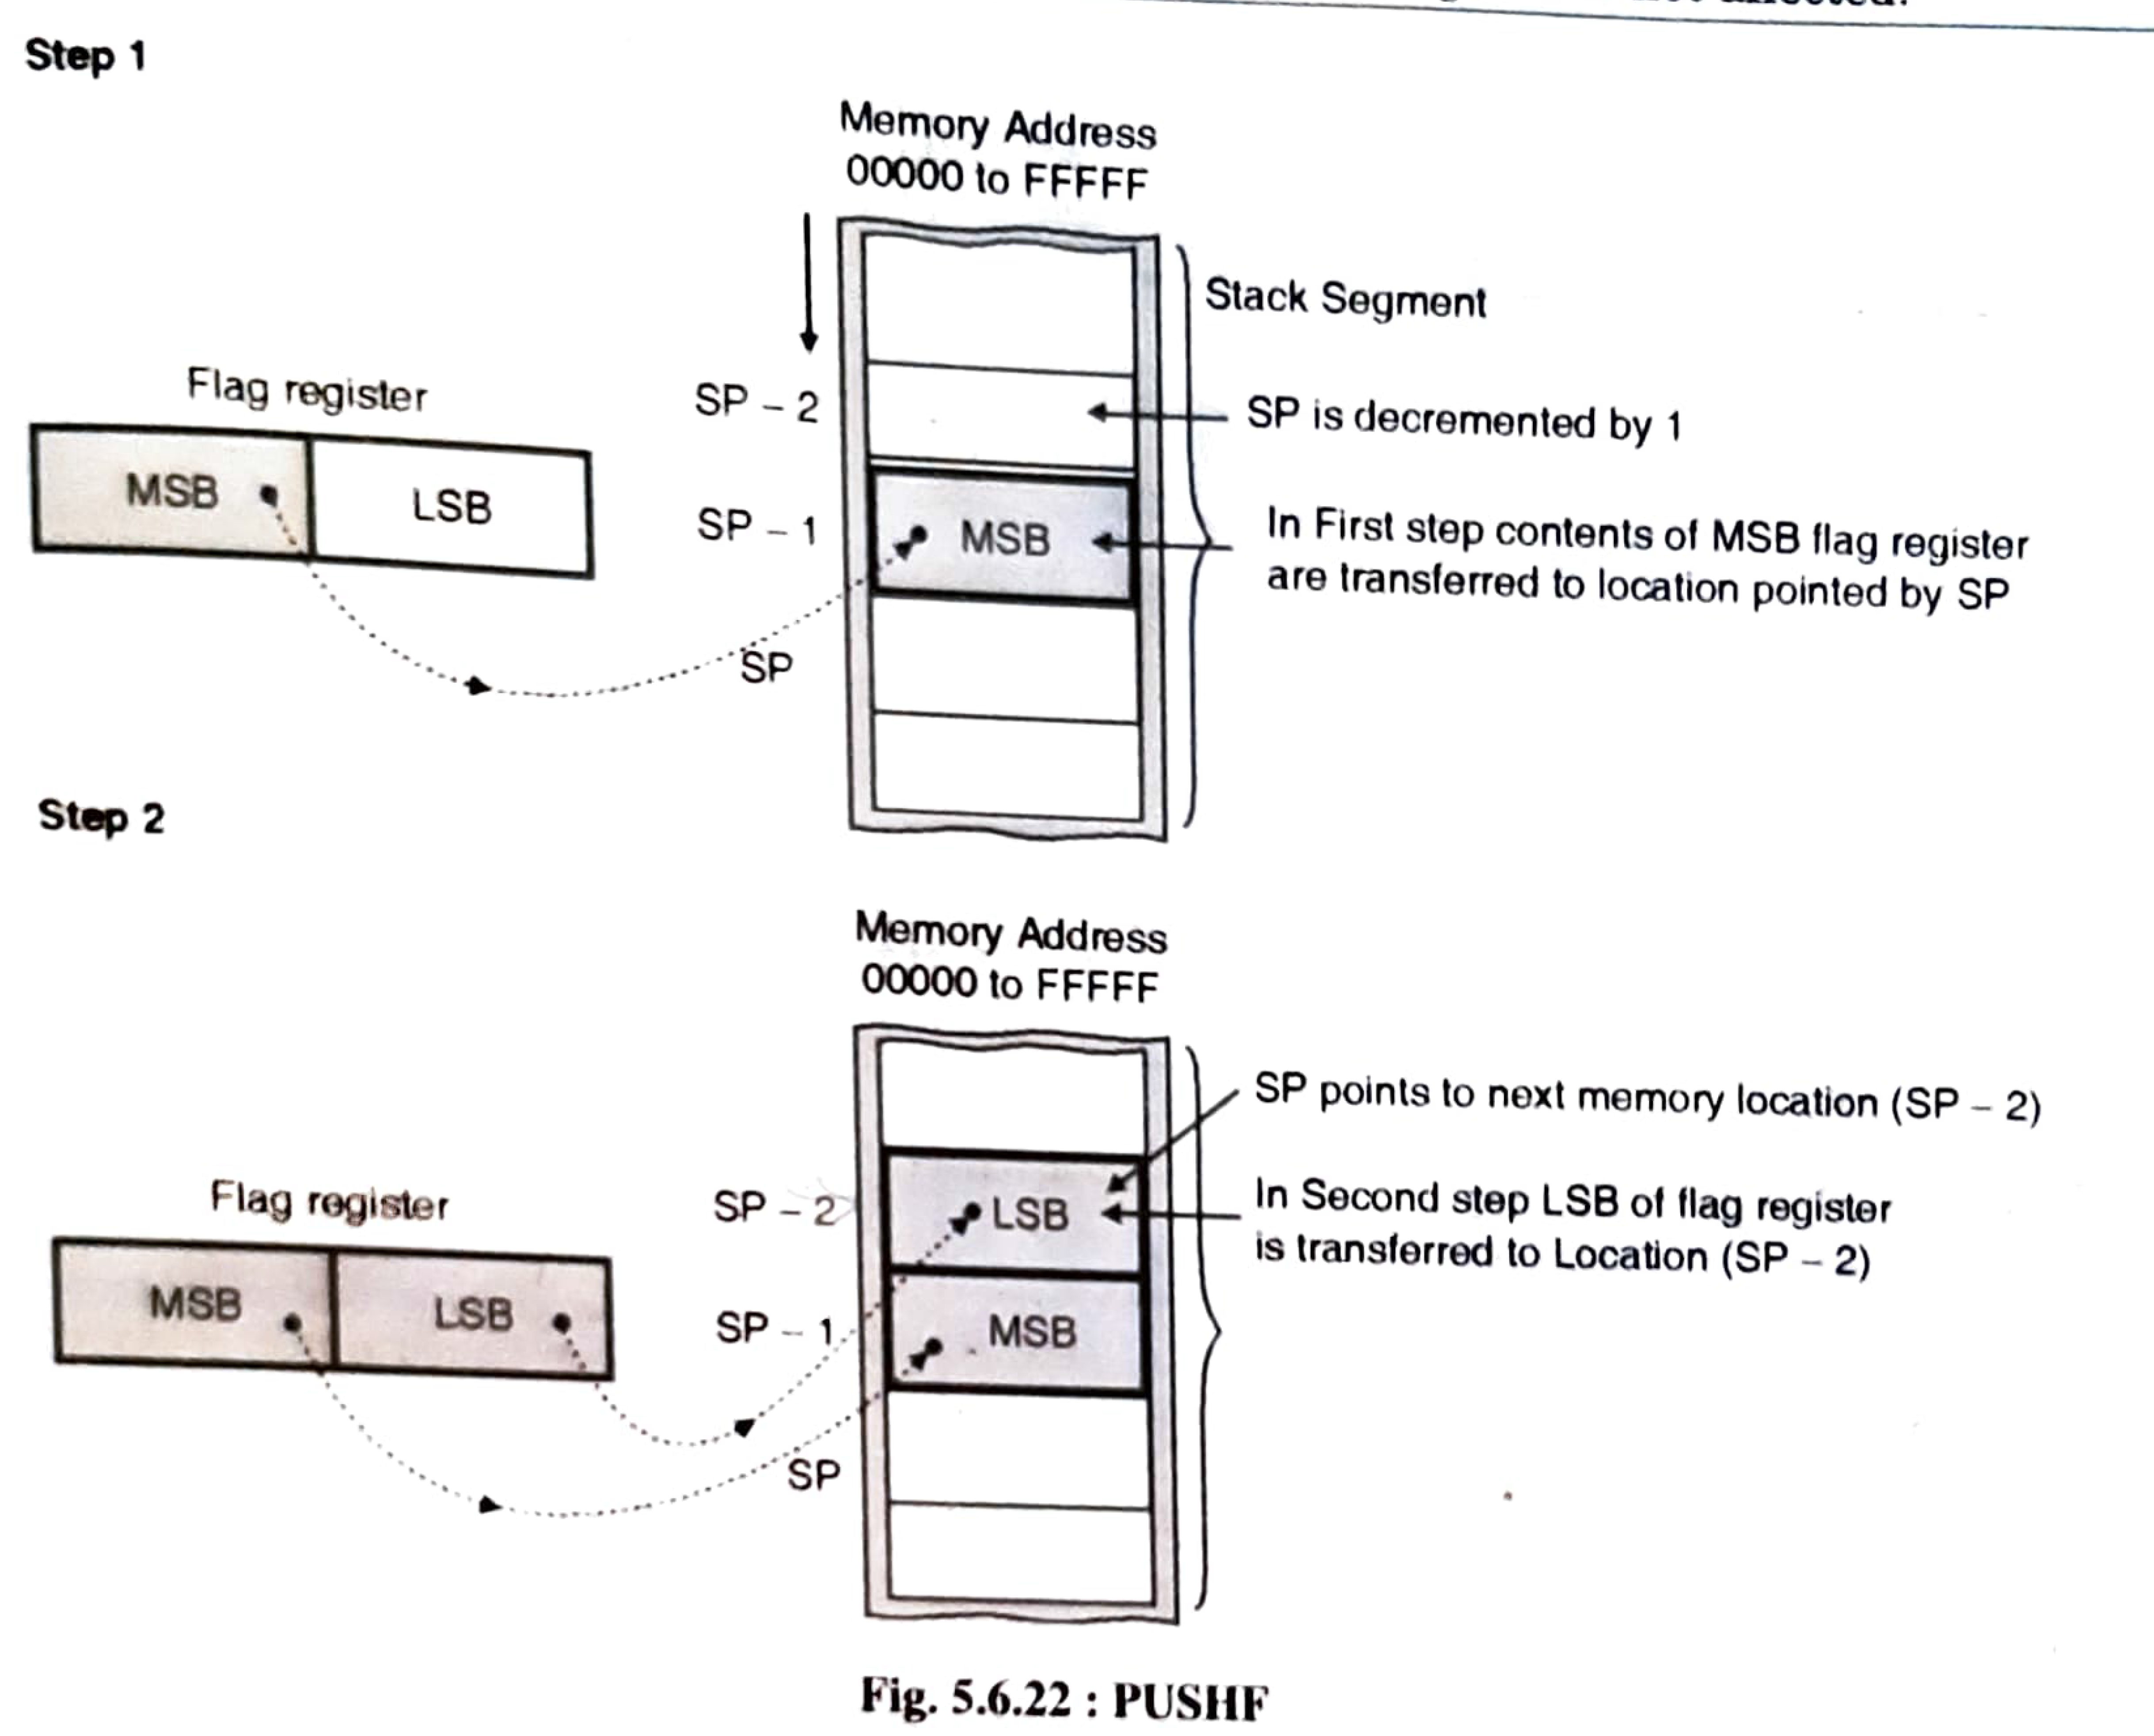 Step 1
Memory Address
00000 to FFFFF
Stack Segment
Flag register
SP – 2
SP is decremented by 1
MSB
LSB
SP – 1
MSB
In First step contents of MSB flag register
are transferred to location pointed by SP
SP
Step 2
Memory Address
00000 to FFFFF
SP points to next memory location (SP – 2)
Flag register
SP – 2
LSB
In Second step LSB of flag register
is transferred to Location (SP – 2)
MSB
LSB
SP – 1
MSB
SP
Fig. 5.6.22 : PUSHF